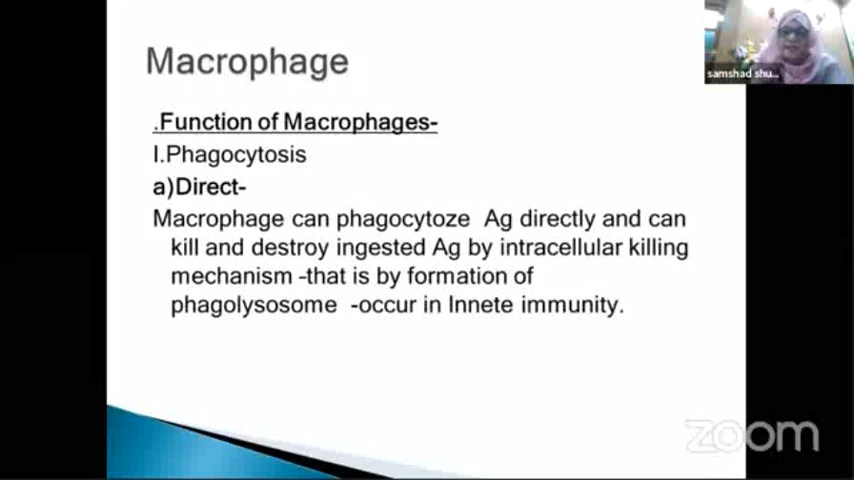 Macrophage
samshad shu...
.Function of Macrophages-
I.Phagocytosis
a)Direct-
Macrophage can phagocytoze Ag directly and can
kill and destroy ingested Ag by intracellular killing
mechanism -that is by formation of
phagolysosome -occur in Innete immunity.
zoom